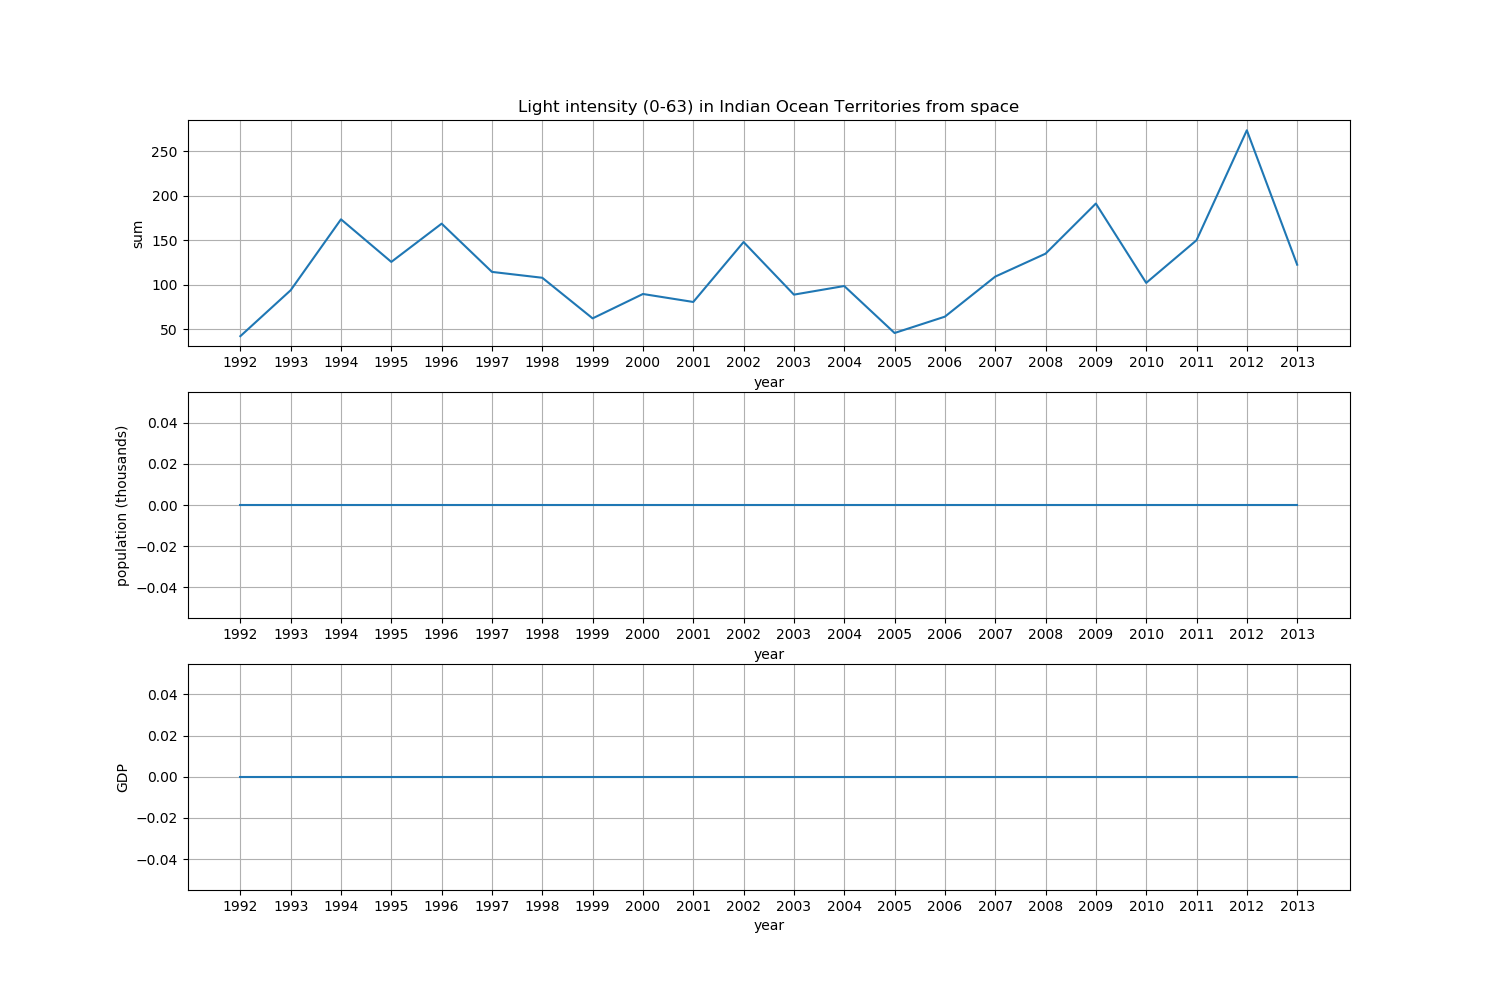 Light intensity (0-63) in Indian Ocean Territories from space
250
200
150
100
50
sum
1992 1993 1994 1995 1996 1997 1998 1999 2000 2001 2002 2003 2004 2005 2006 2007 2008 2009 2010 2011 2012 2013
year
0.04
0.02
0.00
−0.02
−0.04
population (thousands)
1992 1993 1994 1995 1996 1997 1998 1999 2000 2001 2002 2003 2004 2005 2006 2007 2008 2009 2010 2011 2012 2013
year
0.04
0.02
0.00
−0.02
−0.04
GDP
1992 1993 1994 1995 1996 1997 1998 1999 2000 2001 2002 2003 2004 2005 2006 2007 2008 2009 2010 2011 2012 2013
year